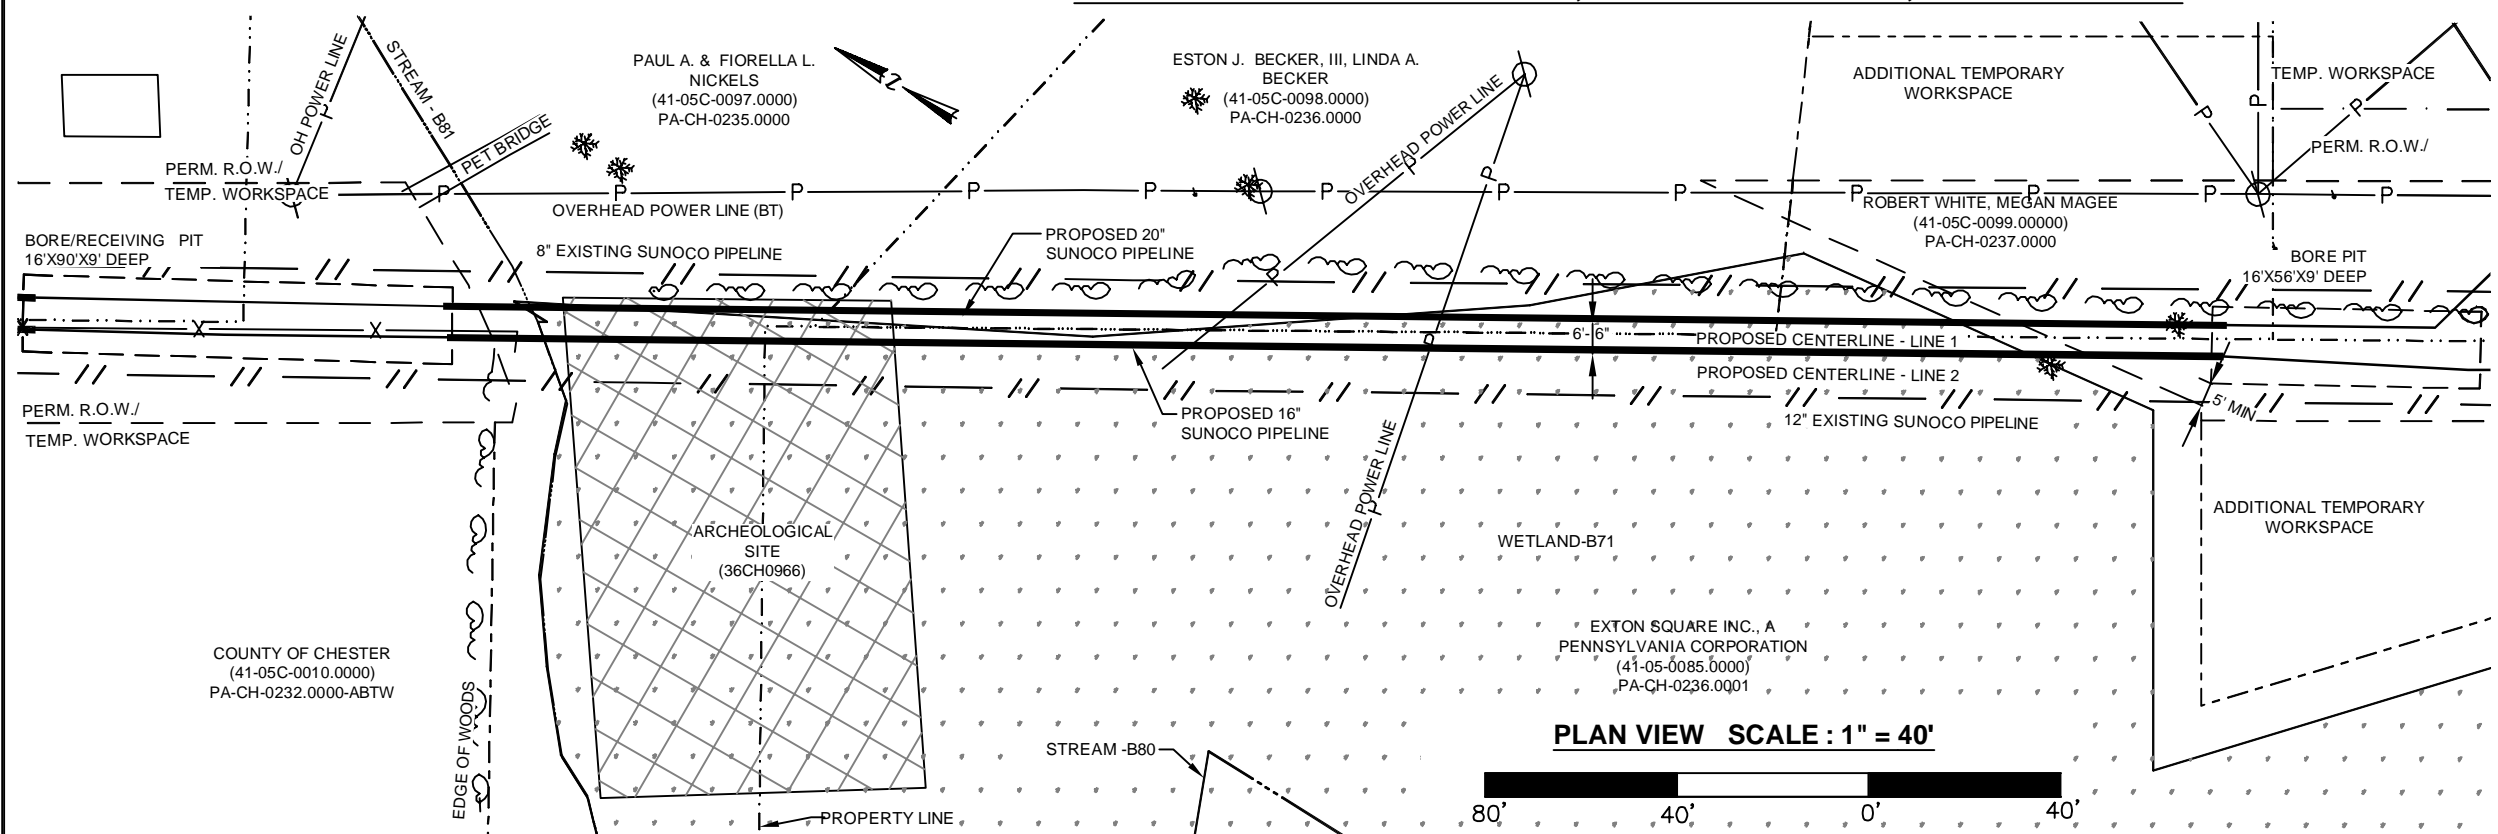 OH POWER LINE
STREAM - B81
PET BRIDGE
PAUL A. & FIORELLA L.
NICKELS
(41-05C-0097.0000)
PA-CH-0235.0000
Z
ESTON J. BECKER, III, LINDA A.
BECKER
(41-05C-0098.0000)
PA-CH-0236.0000
OVERHEAD POWER LINE
ADDITIONAL TEMPORARY
WORKSPACE
TEMP. WORKSPACE
PERM. R.O.W./
PERM. R.O.W./
TEMP. WORKSPACE
P P P P P P P P P P P P
OVERHEAD POWER LINE (BT)
ROBERT WHITE, MEGAN MAGEE
(41-05C-0099.00000)
PA-CH-0237.0000
BORE/RECEIVING PIT
16'X90'X9' DEEP
8" EXISTING SUNOCO PIPELINE
PROPOSED 20"
SUNOCO PIPELINE
BORE PIT
16'X56'X9' DEEP
X X X
6'-6"
PROPOSED CENTERLINE - LINE 1
PROPOSED CENTERLINE - LINE 2
PERM. R.O.W./
TEMP. WORKSPACE
PROPOSED 16"
SUNOCO PIPELINE
12" EXISTING SUNOCO PIPELINE
5' MIN
OVERHEAD POWER LINE
ARCHEOLOGICAL
SITE
(36CH0966)
WETLAND-B71
ADDITIONAL TEMPORARY
WORKSPACE
COUNTY OF CHESTER
(41-05C-0010.0000)
PA-CH-0232.0000-ABTW
EDGE OF WOODS
EXTON SQUARE INC., A
PENNSYLVANIA CORPORATION
(41-05-0085.0000)
PA-CH-0236.0001
STREAM -B80
PROPERTY LINE
PLAN VIEW SCALE : 1" = 40'
80' 40' 0' 40'